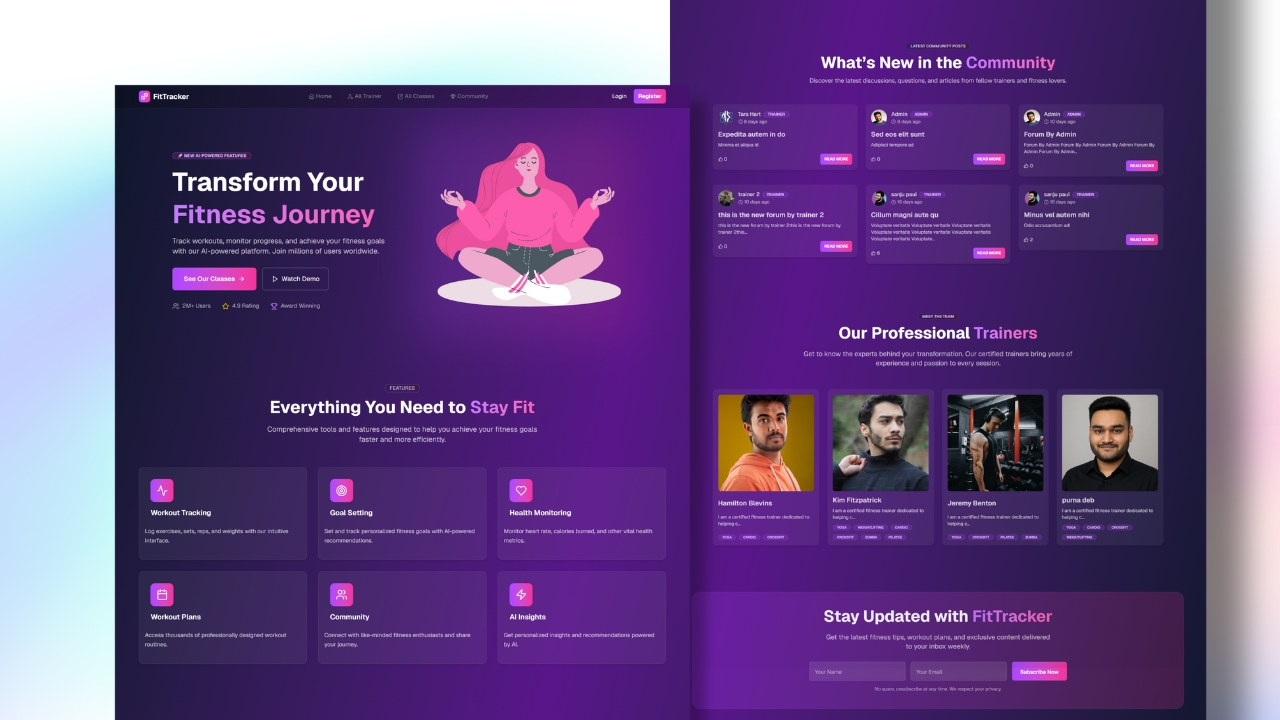 FitTracker
Home
All Trainer
All Classes
Community
Login
Register
NEW AI-POWERED FEATURES
Transform Your
Fitness Journey
Track workouts, monitor progress, and achieve your fitness goals
with our AI-powered platform. Join millions of users worldwide.
See Our Classes →
Watch Demo
2M+ Users
4.9 Rating
Award Winning
FEATURES
Everything You Need to Stay Fit
Comprehensive tools and features designed to help you achieve your fitness goals
faster and more efficiently.
Workout Tracking
Log exercises, sets, reps, and weights with our intuitive
interface.
Goal Setting
Set and track personalized fitness goals with AI-powered
recommendations.
Health Monitoring
Monitor heart rate, calories burned, and other vital health
metrics.
Workout Plans
Access thousands of professionally designed workout
routines.
Community
Connect with like-minded fitness enthusiasts and share
your journey.
AI Insights
Get personalized insights and recommendations powered
by AI.
LATEST COMMUNITY POSTS
What's New in the Community
Discover the latest discussions, questions, and articles from fellow trainers and fitness lovers.
Tara Hart TRAINER
Expedita autem in do
Minima et aliqua id
0
READ MORE
Admin ADMIN
Sed eos elit sunt
Adipisci tempore ad
0
READ MORE
Admin ADMIN
10 days ago
Forum By Admin
Forum By Admin Forum By Admin Forum By Admin Forum By
Admin Forum By Admin...
0
READ MORE
trainer 2 TRAINER
10 days ago
this is the new forum by trainer 2
this is the new forum by trainer 2this is the new forum by
trainer 2this...
0
READ MORE
sanju paul TRAINER
10 days ago
Cillum magni aute qu
Voluptate veritatis Voluptate veritatis Voluptate veritatis
Voluptate veritatis Voluptate veritatis Voluptate veritatis
Voluptate veritatis Voluptate veritatis...
6
READ MORE
sanju paul TRAINER
10 days ago
Minus vel autem nihi
Odio accusantium adi
2
READ MORE
MEET THE TEAM
Our Professional Trainers
Get to know the experts behind your transformation. Our certified trainers bring years of
experience and passion to every session.
Hamilton Blevins
I am a certified fitness trainer dedicated to
helping c...
YOGA CARDIO CROSSFIT
Kim Fitzpatrick
I am a certified fitness trainer dedicated to
helping c...
YOGA WEIGHTLIFTING CARDIO
CROSSFIT ZUMBA PILATES
Jeremy Benton
I am a certified fitness trainer dedicated to
helping c...
YOGA CROSSFIT PILATES ZUMBA
purna deb
I am a certified fitness trainer dedicated to
helping c...
YOGA CARDIO CROSSFIT
WEIGHTLIFTING
Stay Updated with FitTracker
Get the latest fitness tips, workout plans, and exclusive content delivered
to your inbox weekly.
Your Name
Your Email
Subscribe Now
No spam, unsubscribe at any time. We respect your privacy.